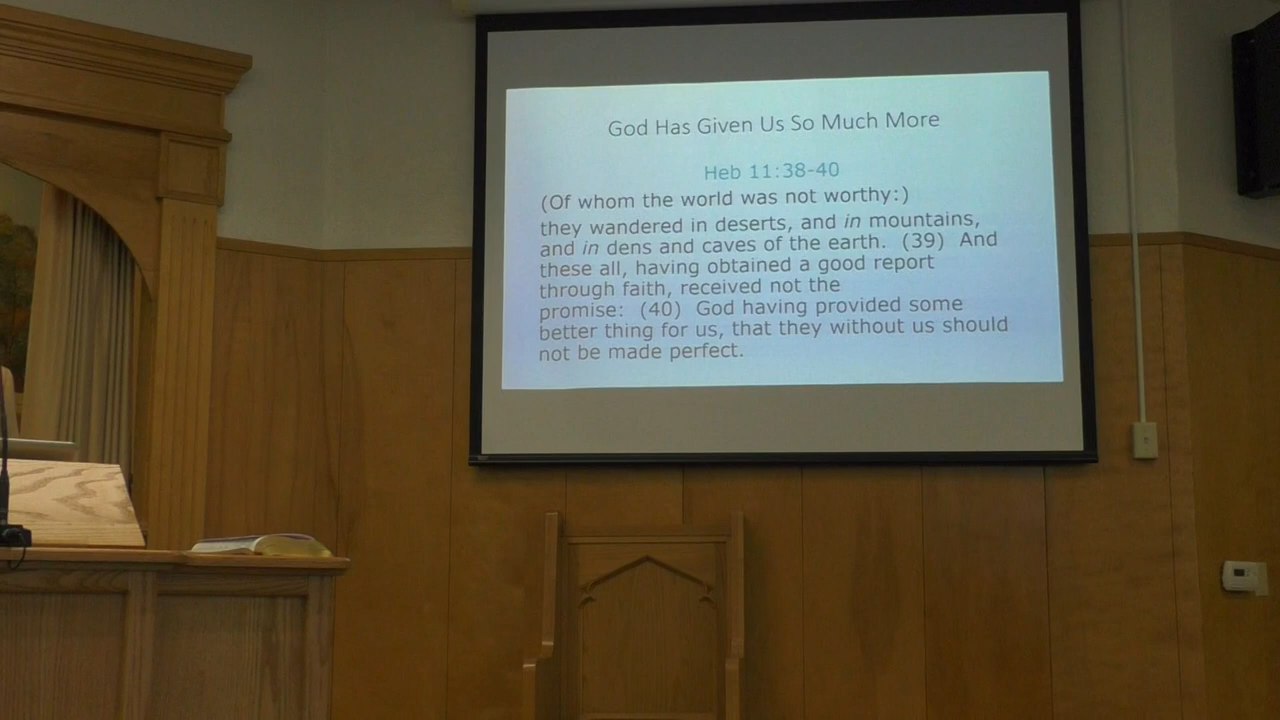 God Has Given Us So Much More
Heb 11:38-40
(Of whom the world was not worthy:)
they wandered in deserts, and in mountains,
and in dens and caves of the earth.  (39)  And
these all, having obtained a good report
through faith, received not the
promise:  (40)  God having provided some
better thing for us, that they without us should
not be made perfect.